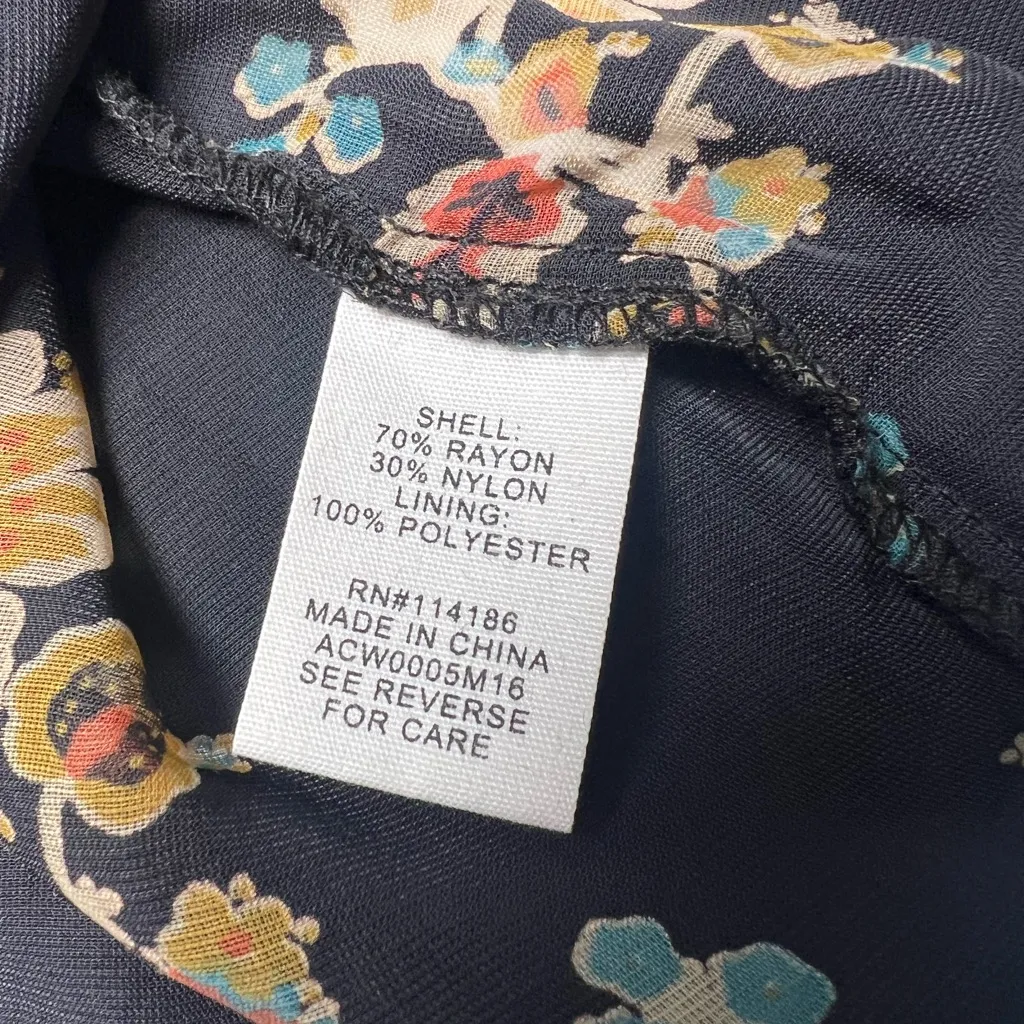 SHELL:
70% RAYON
30% NYLON
LINING:
100% POLYESTER
RN#114186
MADE IN CHINA
ACW0005M16
SEE REVERSE
FOR CARE